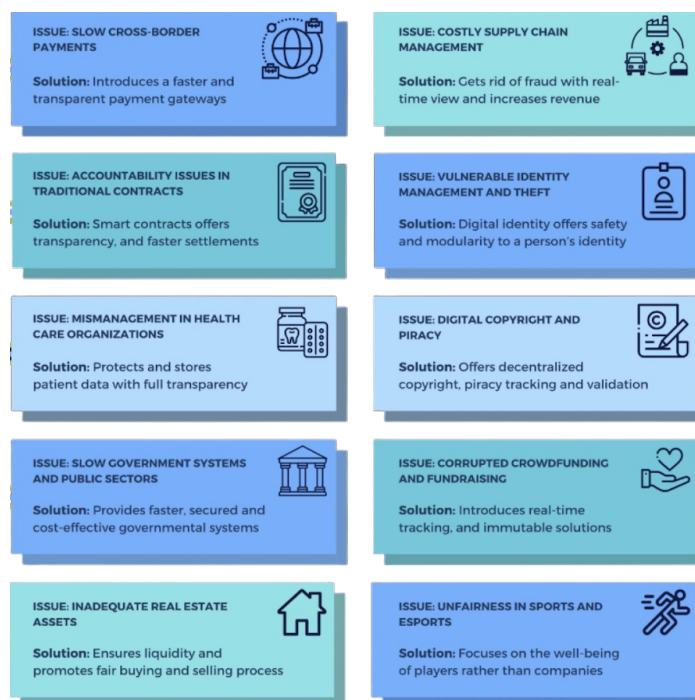 ISSUE: SLOW CROSS-BORDER
PAYMENTS
Solution: Introduces a faster and
transparent payment gateways
ISSUE: COSTLY SUPPLY CHAIN
MANAGEMENT
Solution: Gets rid of fraud with real-
time view and increases revenue
ISSUE: ACCOUNTABILITY ISSUES IN
TRADITIONAL CONTRACTS
Solution: Smart contracts offers
transparency, and faster settlements
ISSUE: VULNERABLE IDENTITY
MANAGEMENT AND THEFT
Solution: Digital identity offers safety
and modularity to a person's identity
ISSUE: MISMANAGEMENT IN HEALTH
CARE ORGANIZATIONS
Solution: Protects and stores
patient data with full transparency
ISSUE: DIGITAL COPYRIGHT AND
PIRACY
Solution: Offers decentralized
copyright, piracy tracking and validation
ISSUE: SLOW GOVERNMENT SYSTEMS
AND PUBLIC SECTORS
Solution: Provides faster, secured and
cost-effective governmental systems
ISSUE: CORRUPTED CROWDFUNDING
AND FUNDRAISING
Solution: Introduces real-time
tracking, and immutable solutions
ISSUE: INADEQUATE REAL ESTATE
ASSETS
Solution: Ensures liquidity and
promotes fair buying and selling process
ISSUE: UNFAIRNESS IN SPORTS AND
ESPORTS
Solution: Focuses on the well-being
of players rather than companies